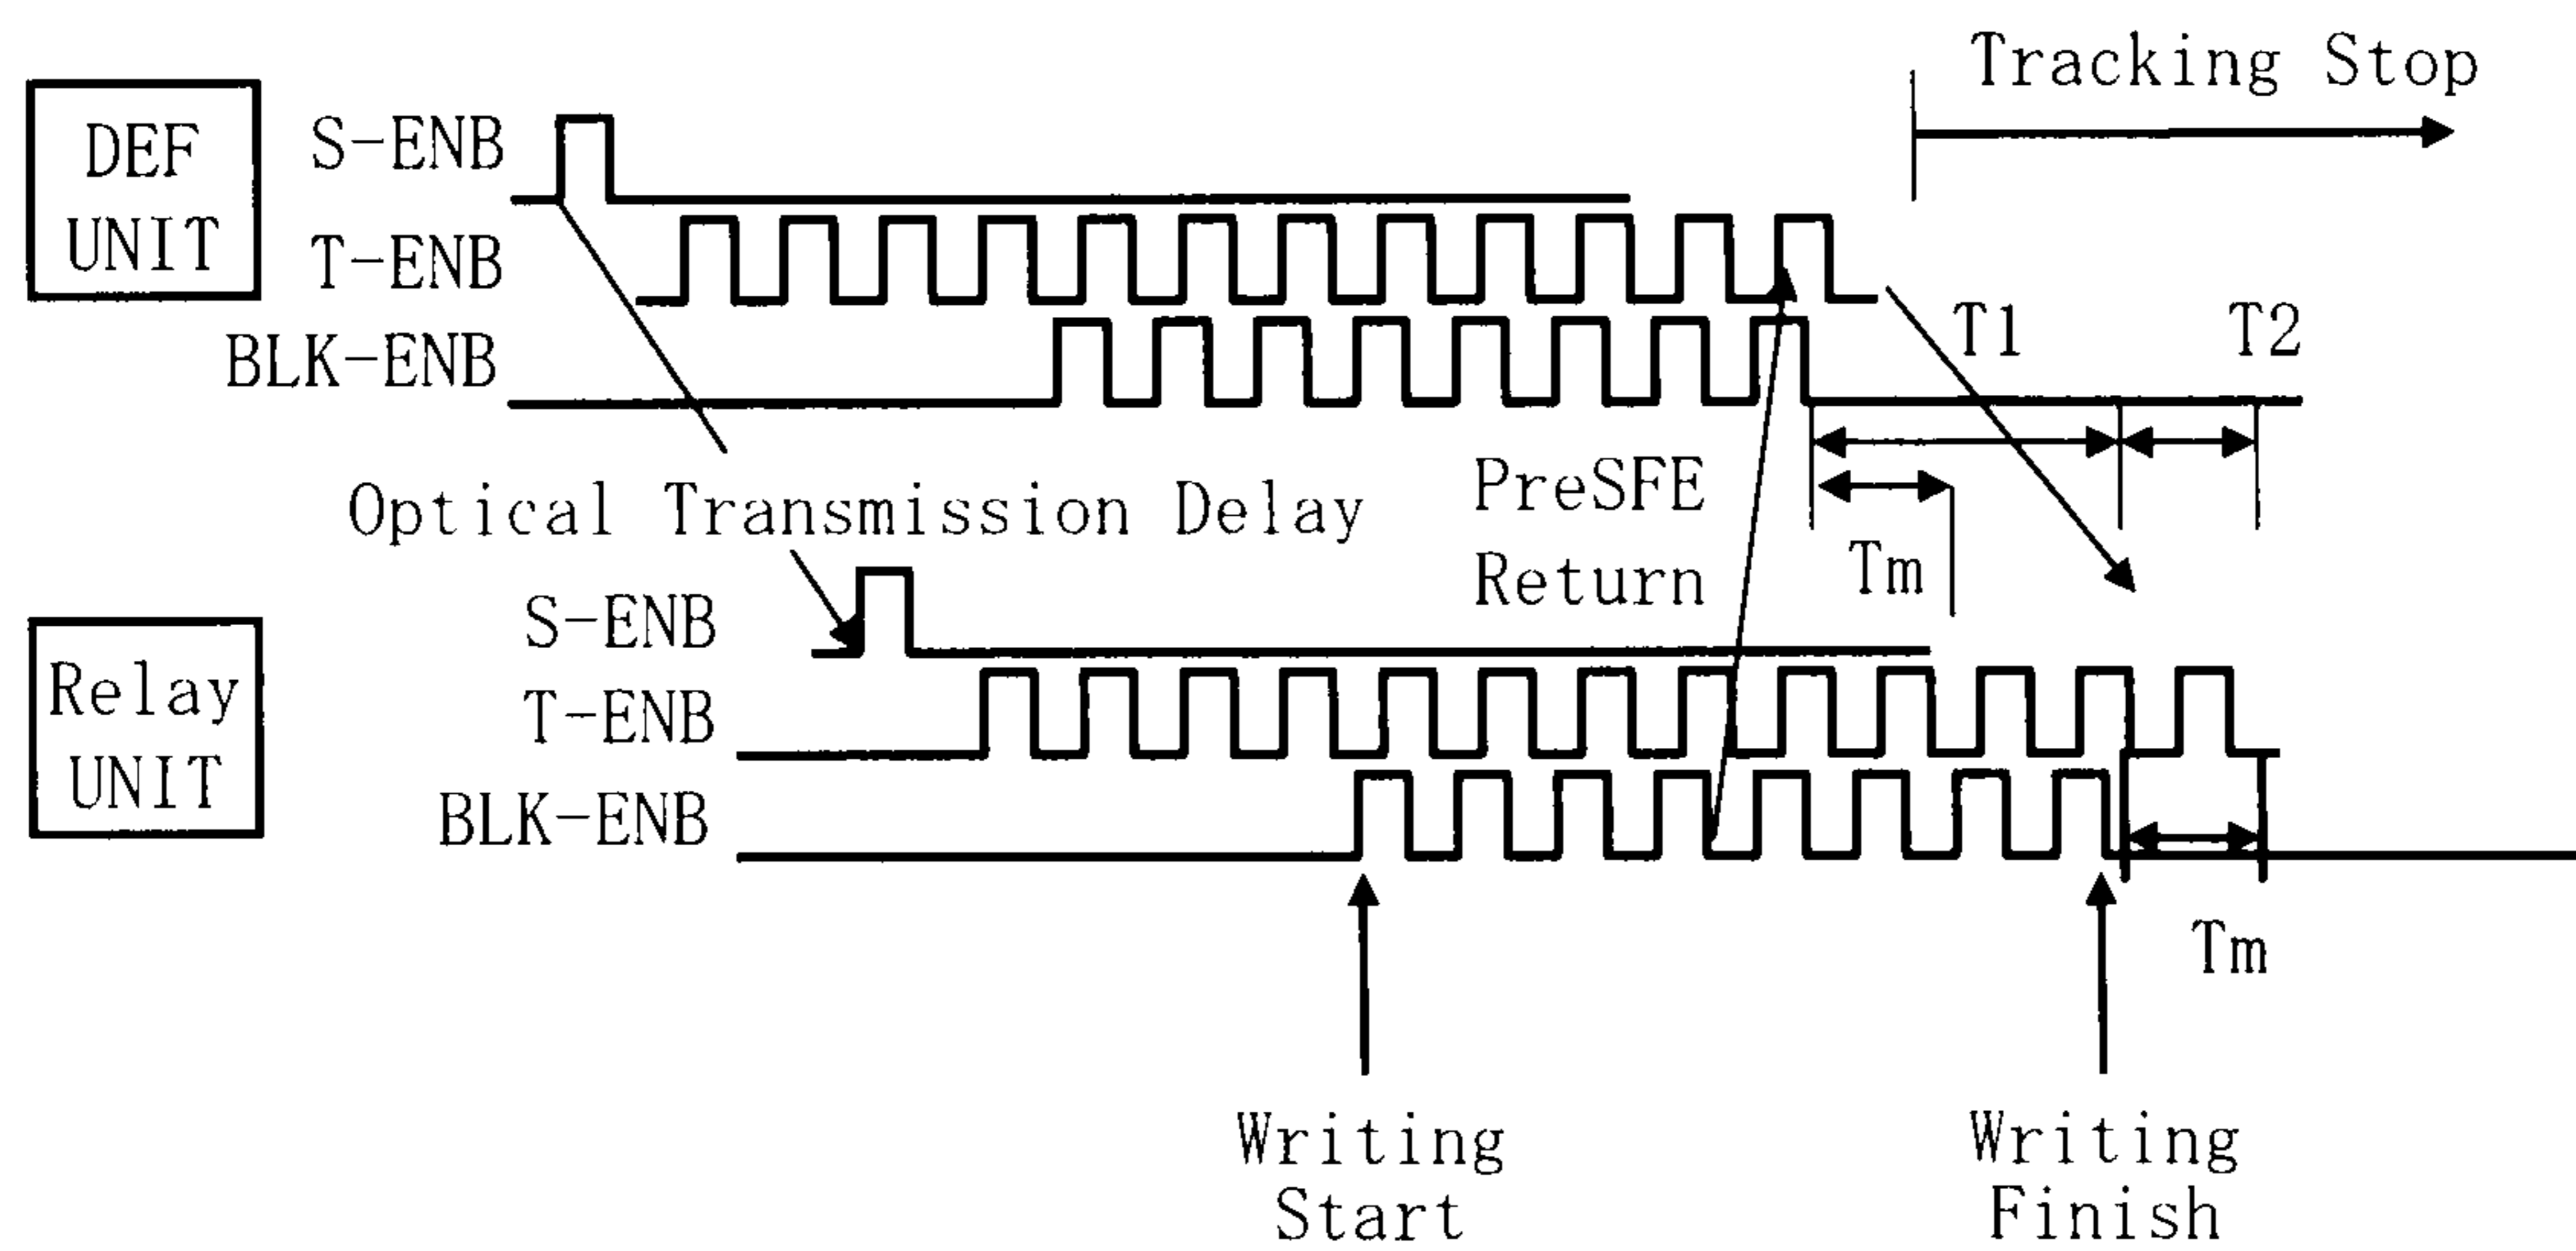 Tracking Stop
DEF
UNIT
S-ENB
T-ENB
BLK-ENB
T1
T2
Optical Transmission Delay
PreSFE
Return
Tm
Relay
UNIT
S-ENB
T-ENB
BLK-ENB
Tm
Writing
Start
Writing
Finish